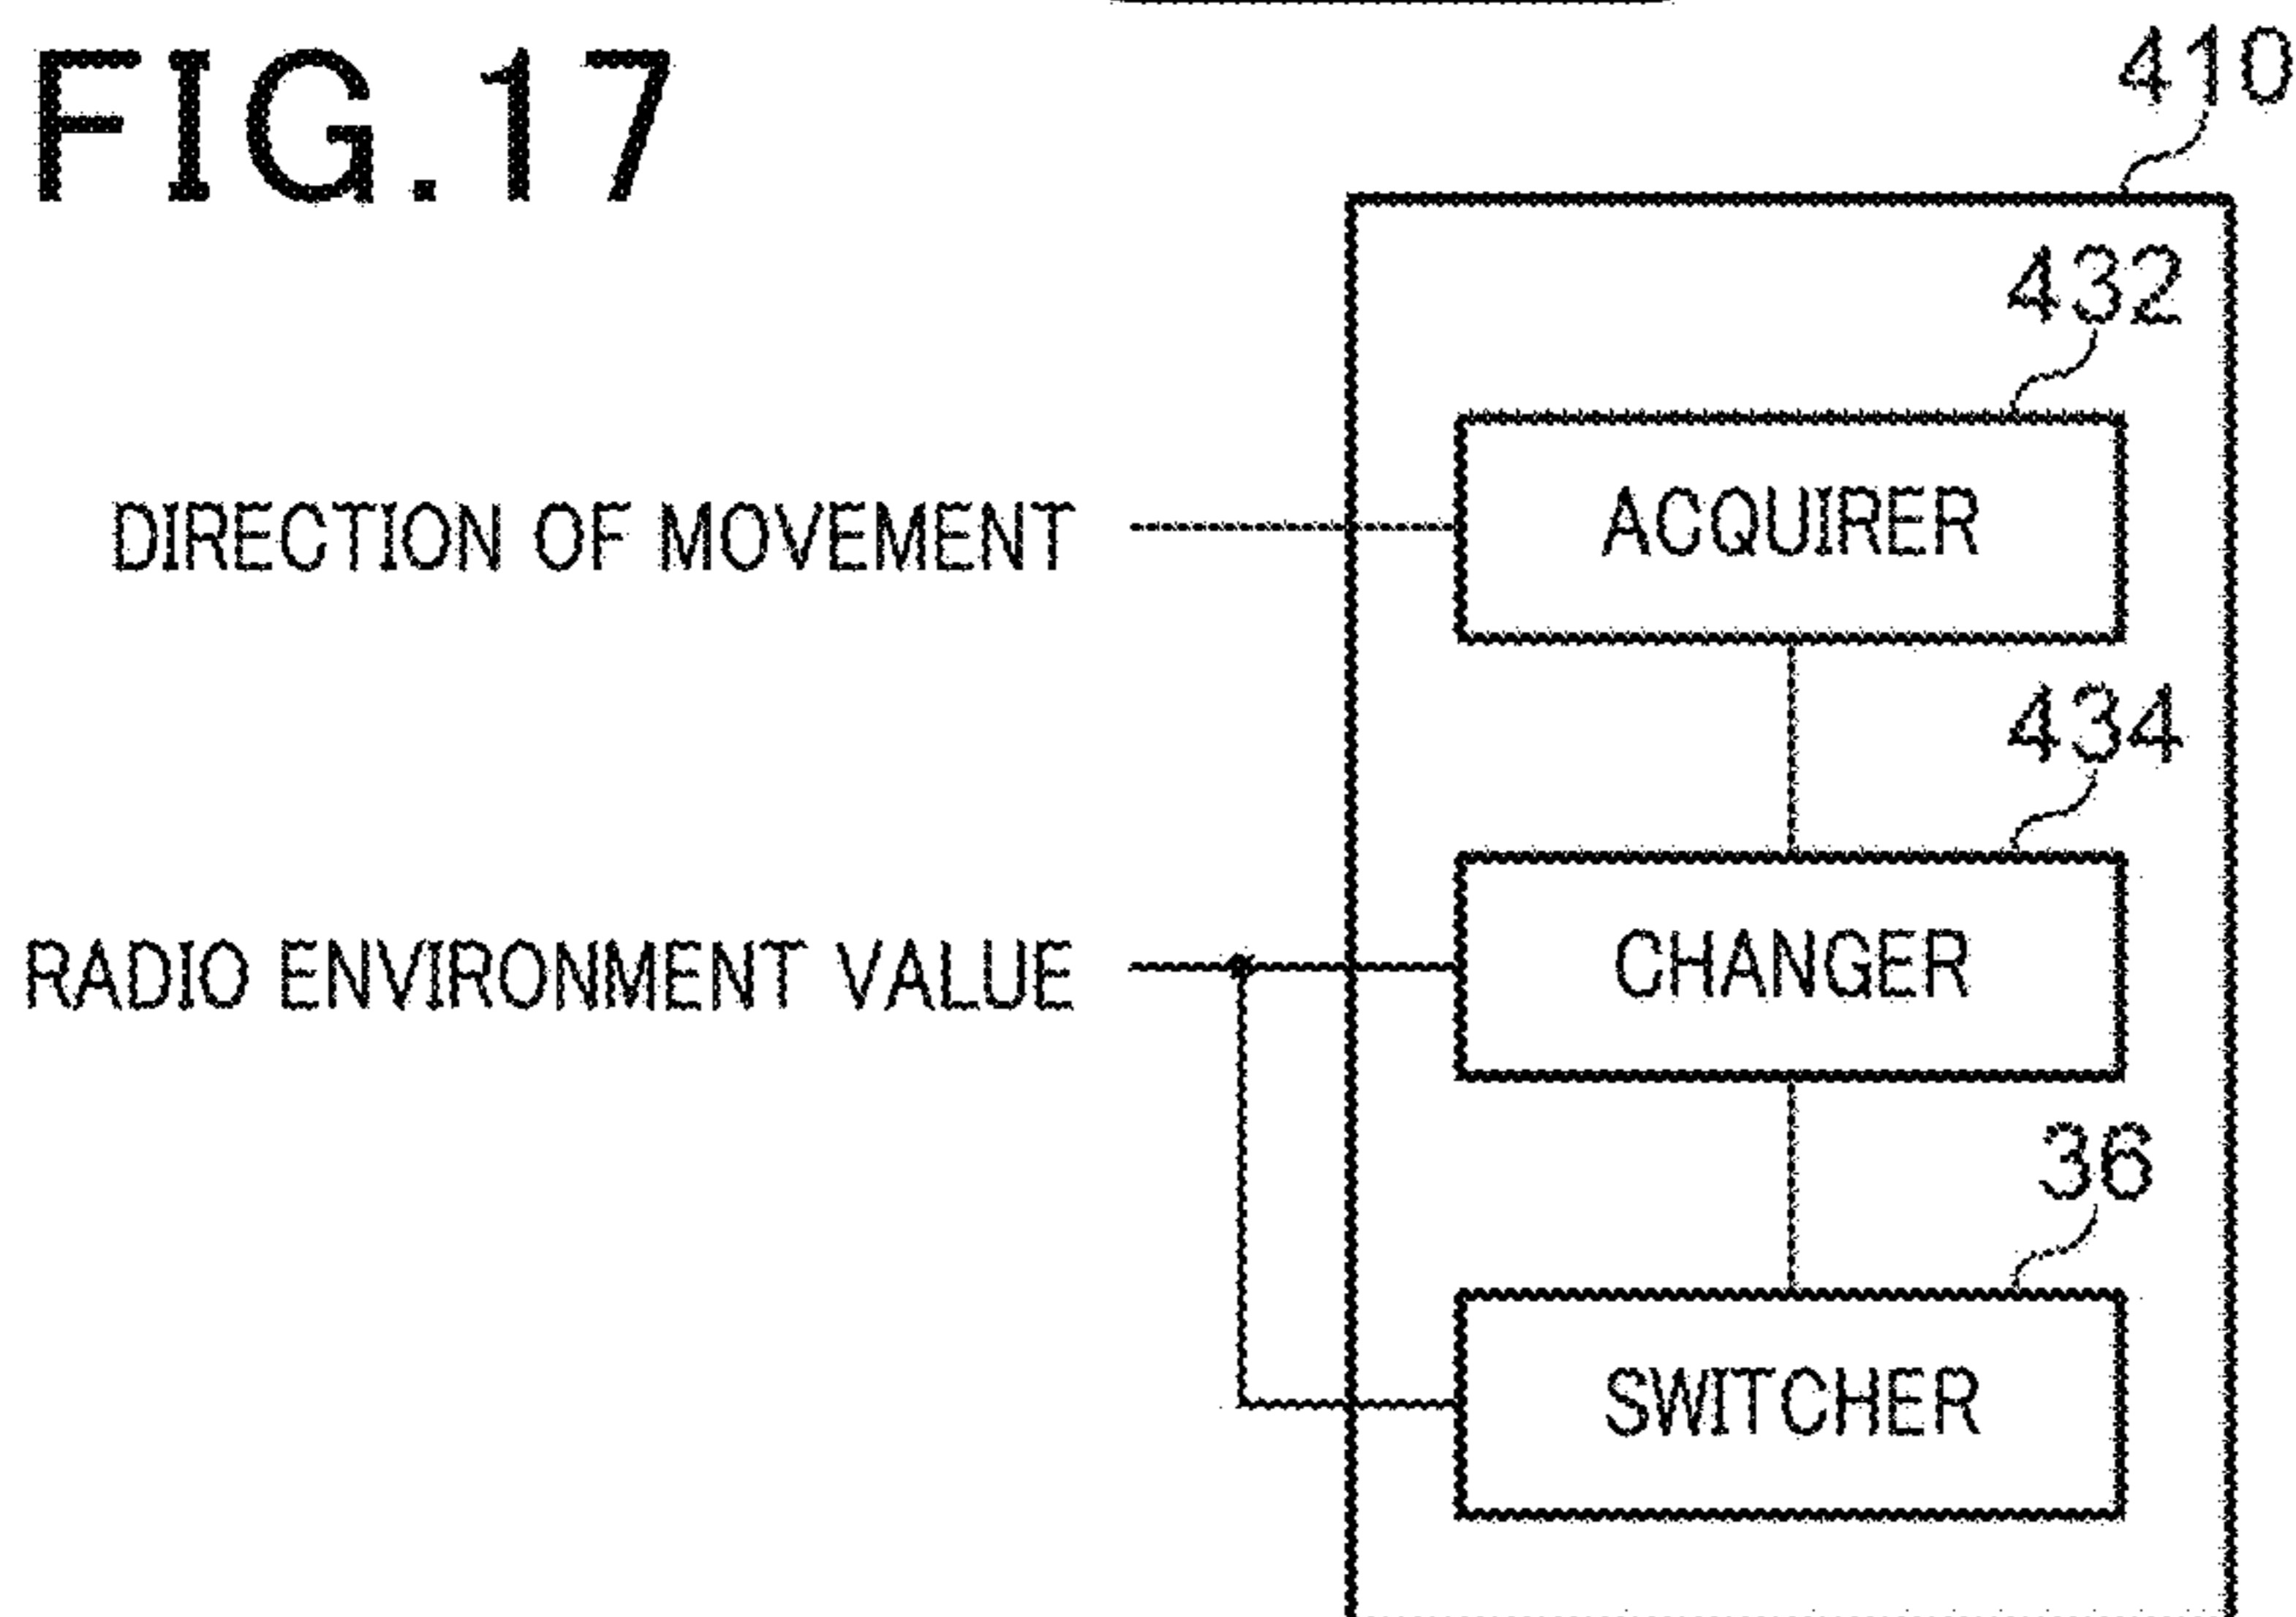 FIG.17
410
432
DIRECTION OF MOVEMENT
ACQUIRER
434
RADIO ENVIRONMENT VALUE
CHANGER
36
SWITCHER